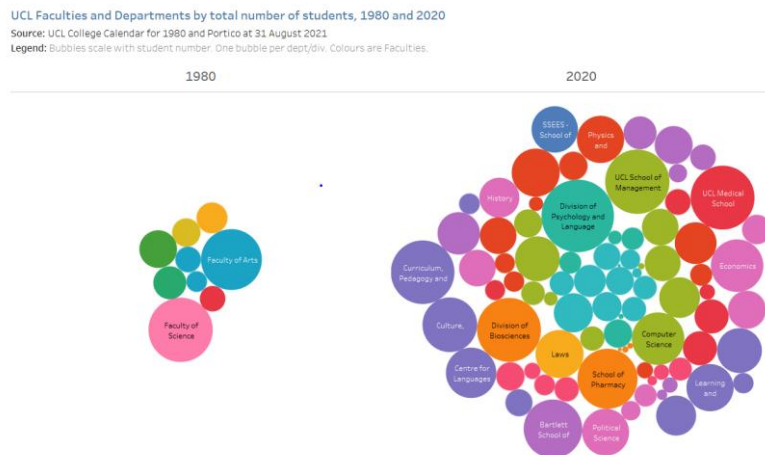 UCL Faculties and Departments by total number of students, 1980 and 2020
Source: UCL College Calendar for 1980 and Portico at 31 August 2021
Legend: Bubbles scale with student number. One bubble per dept/div. Colours are Faculties.
1980
2020
Faculty of Arts
Faculty of
Science
SSEES -
School of
Physics
and
UCL School of
Management
UCL Medical
School
History
Division of
Psychology and
Language
Curriculum,
Pedagogy and
Economics
Culture,
Division of
Biosciences
Computer
Science
Laws
Centre for
Languages
School of
Pharmacy
Learning
and
Bartlett
School of
Political
Science